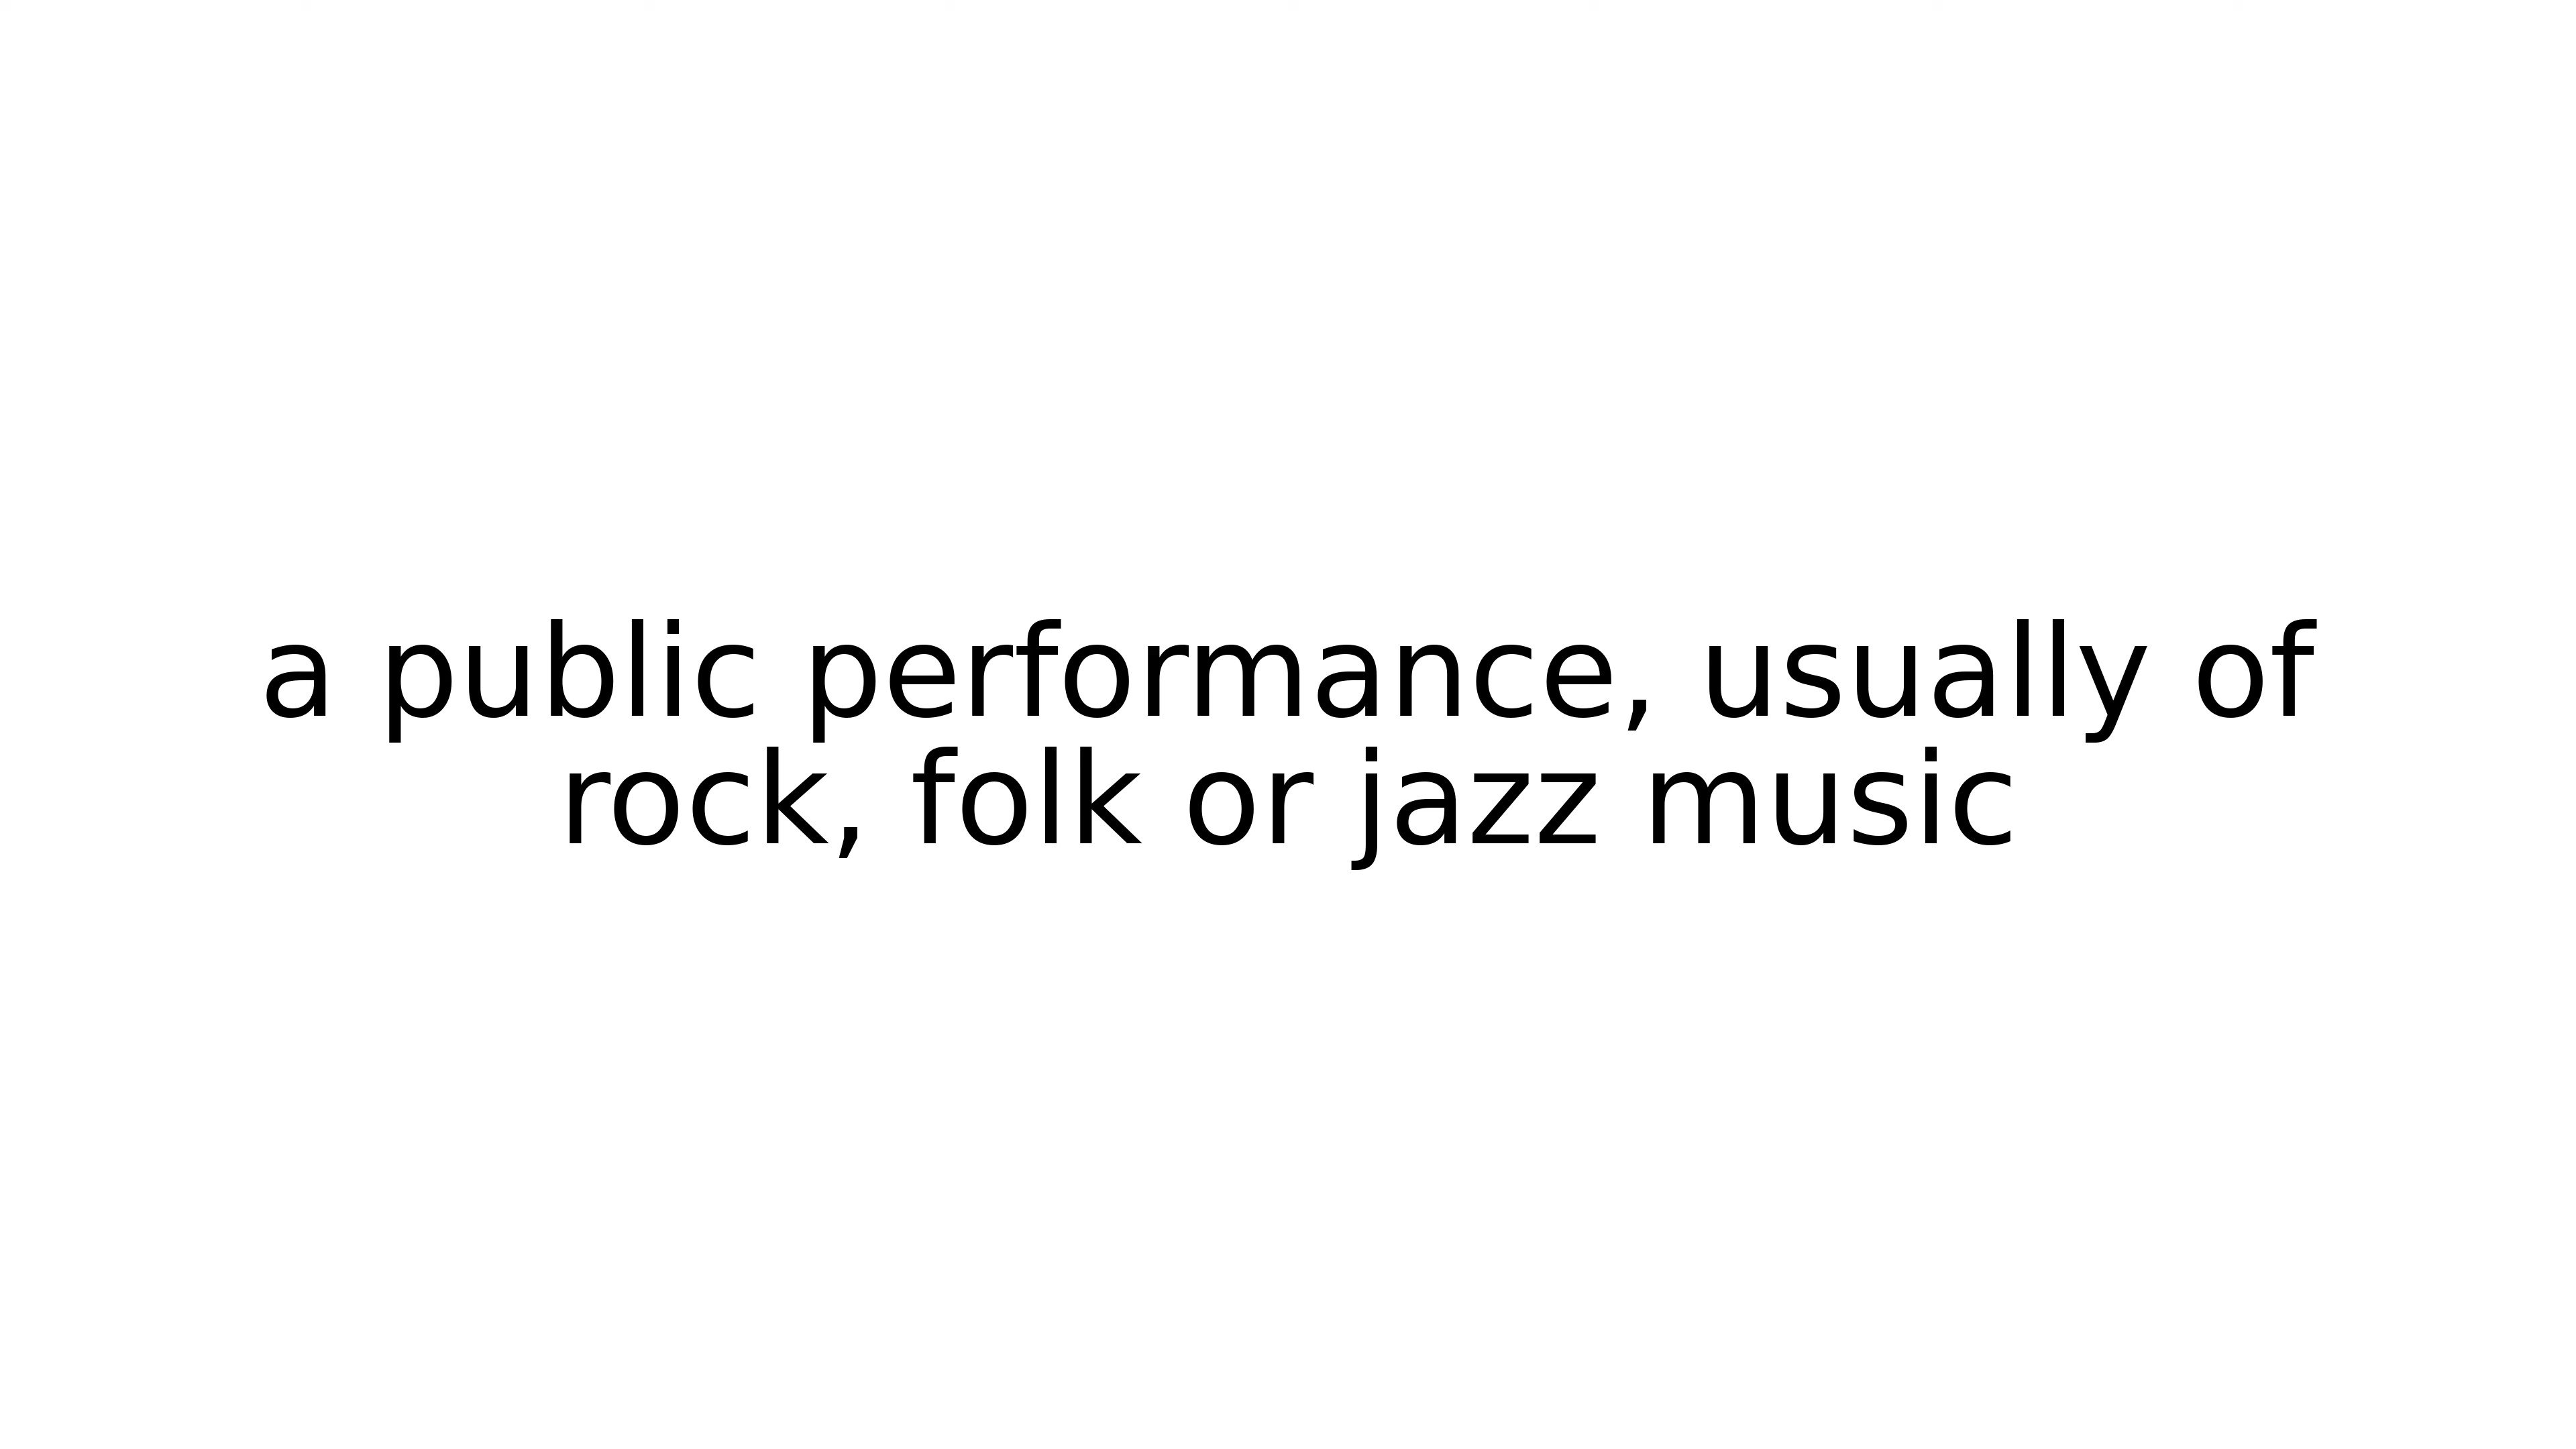 a public performance, usually of
rock, folk or jazz music